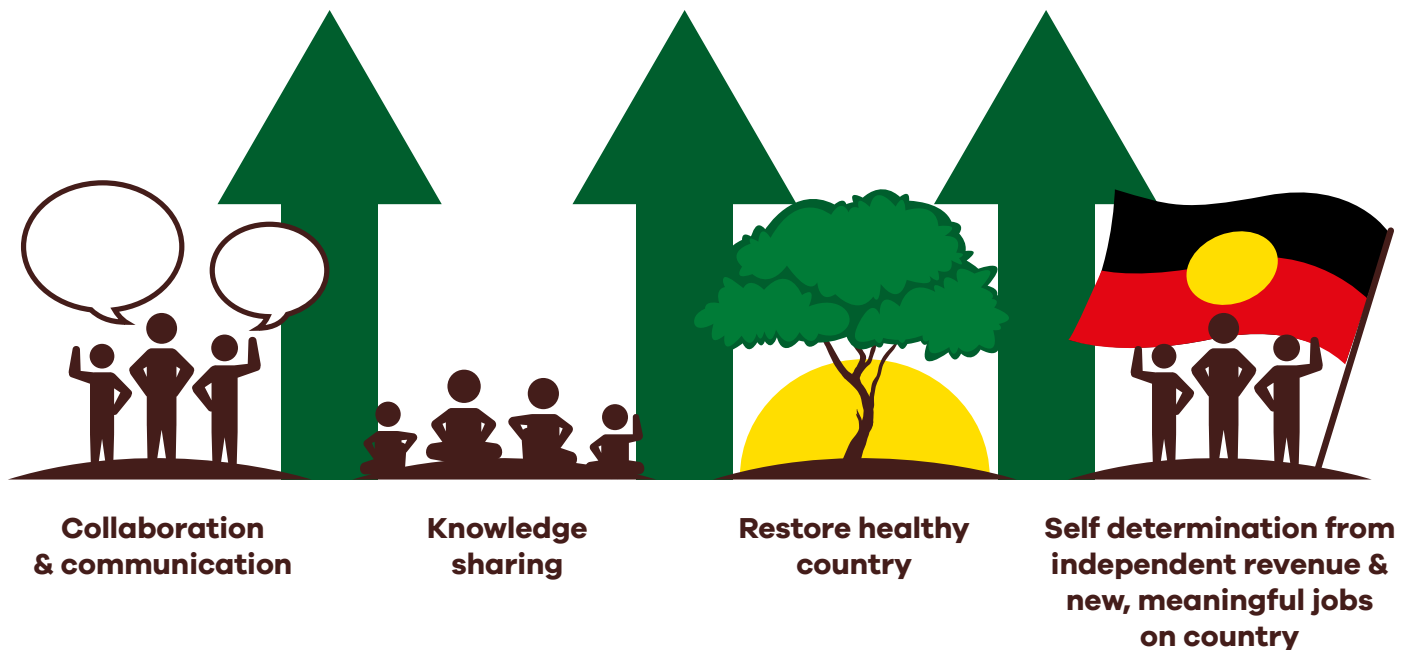 Collaboration
& communication
Knowledge
sharing
Restore healthy
country
Self determination from
independent revenue &
new, meaningful jobs
on country